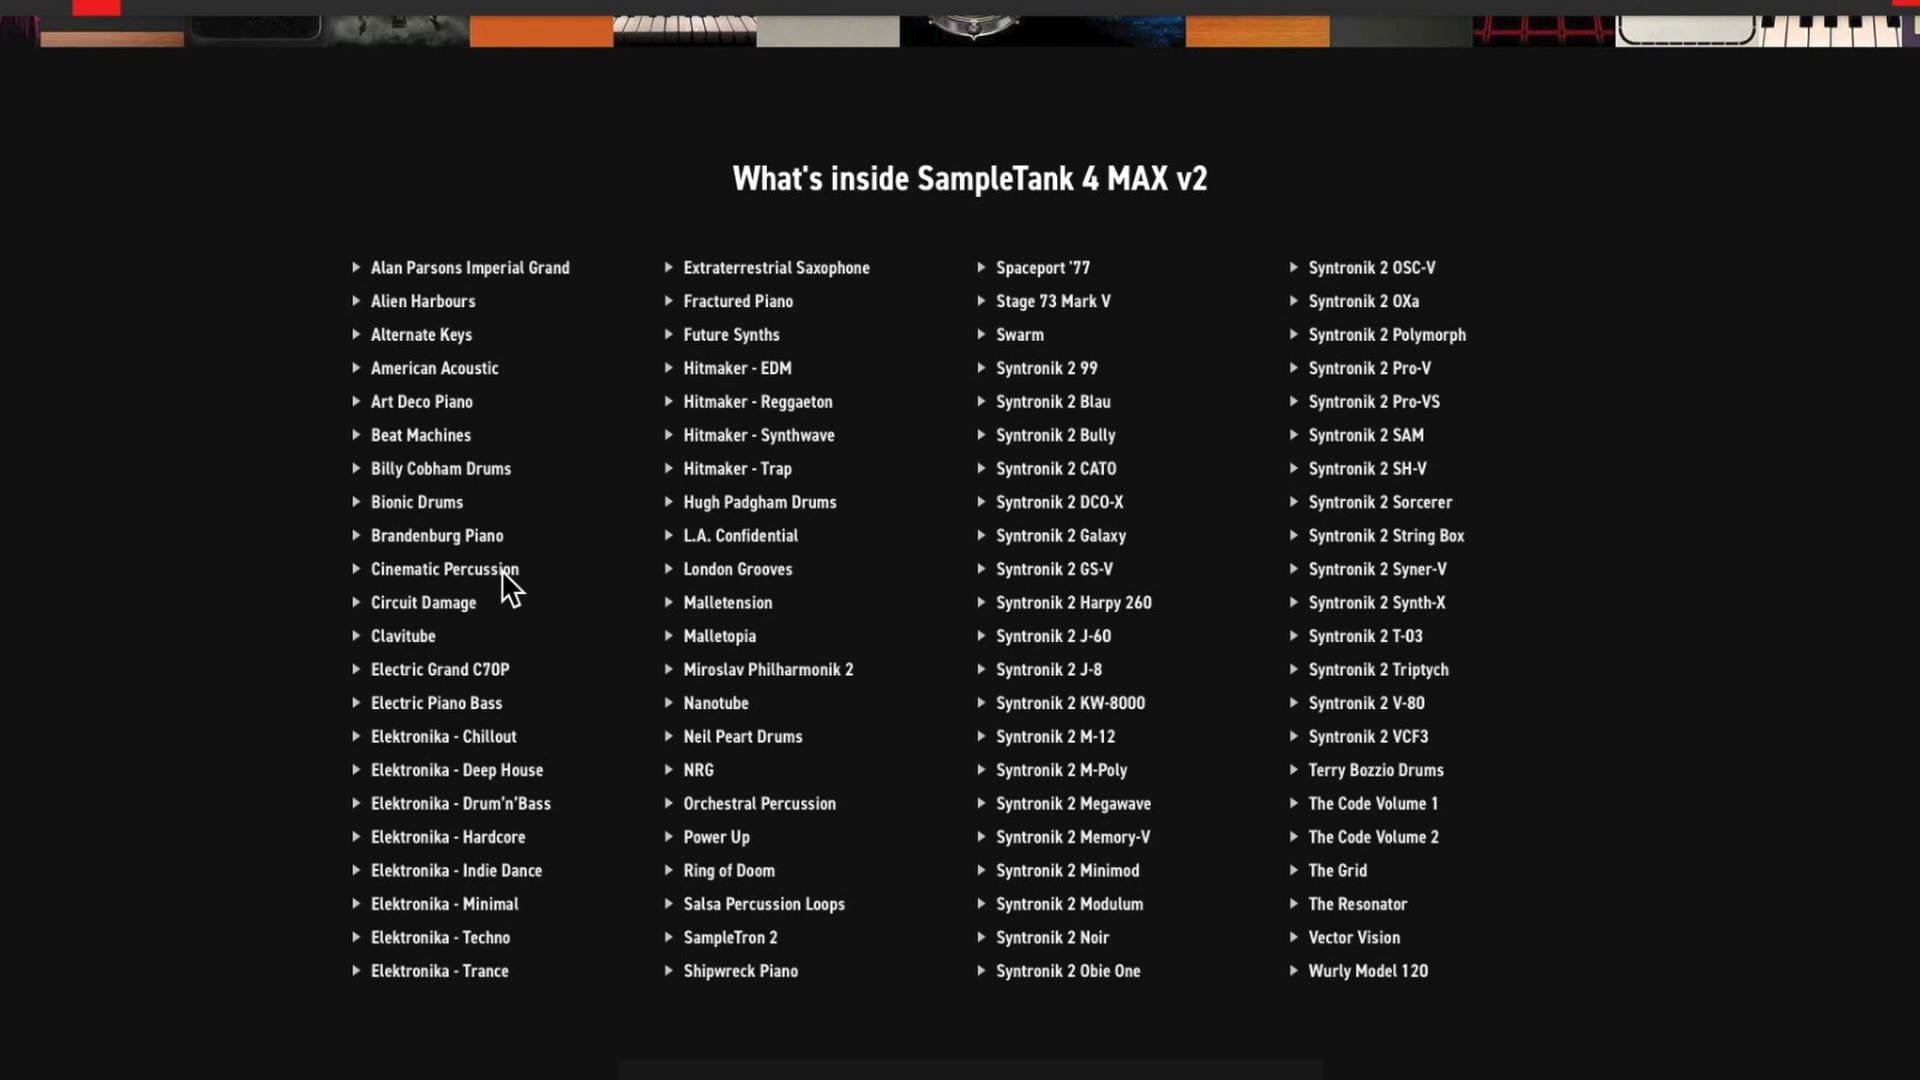 What's inside SampleTank 4 MAX v2
Alan Parsons Imperial Grand
Alien Harbours
Alternate Keys
American Acoustic
Art Deco Piano
Beat Machines
Billy Cobham Drums
Bionic Drums
Brandenburg Piano
Cinematic Percussion
Circuit Damage
Clavitube
Electric Grand C70P
Electric Piano Bass
Elektronika - Chillout
Elektronika - Deep House
Elektronika - Drum'n'Bass
Elektronika - Hardcore
Elektronika - Indie Dance
Elektronika - Minimal
Elektronika - Techno
Elektronika - Trance
Extraterrestrial Saxophone
Fractured Piano
Future Synths
Hitmaker - EDM
Hitmaker - Reggaeton
Hitmaker - Synthwave
Hitmaker - Trap
Hugh Padgham Drums
L.A. Confidential
London Grooves
Malletension
Malletopia
Miroslav Philharmonik 2
Nanotube
Neil Peart Drums
NRG
Orchestral Percussion
Power Up
Ring of Doom
Salsa Percussion Loops
SampleTron 2
Shipwreck Piano
Spaceport '77
Stage 73 Mark V
Swarm
Syntronik 2 99
Syntronik 2 Blau
Syntronik 2 Bully
Syntronik 2 CATO
Syntronik 2 DCO-X
Syntronik 2 Galaxy
Syntronik 2 GS-V
Syntronik 2 Harpy 260
Syntronik 2 J-60
Syntronik 2 J-8
Syntronik 2 KW-8000
Syntronik 2 M-12
Syntronik 2 M-Poly
Syntronik 2 Megawave
Syntronik 2 Memory-V
Syntronik 2 Minimod
Syntronik 2 Modulum
Syntronik 2 Noir
Syntronik 2 Obie One
Syntronik 2 OSC-V
Syntronik 2 OXa
Syntronik 2 Polymorph
Syntronik 2 Pro-V
Syntronik 2 Pro-VS
Syntronik 2 SAM
Syntronik 2 SH-V
Syntronik 2 Sorcerer
Syntronik 2 String Box
Syntronik 2 Syner-V
Syntronik 2 Synth-X
Syntronik 2 T-03
Syntronik 2 Triptych
Syntronik 2 V-80
Syntronik 2 VCF3
Terry Bozzio Drums
The Code Volume 1
The Code Volume 2
The Grid
The Resonator
Vector Vision
Wurly Model 120